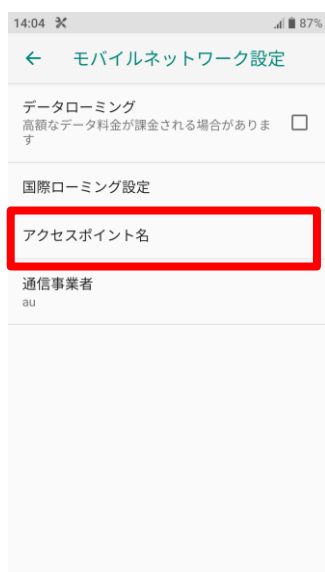 14:04 87%
モバイルネットワーク設定
データローミング
高額なデータ料金が課金される場合がありま
す
国際ローミング設定
アクセスポイント名
通信事業者
au